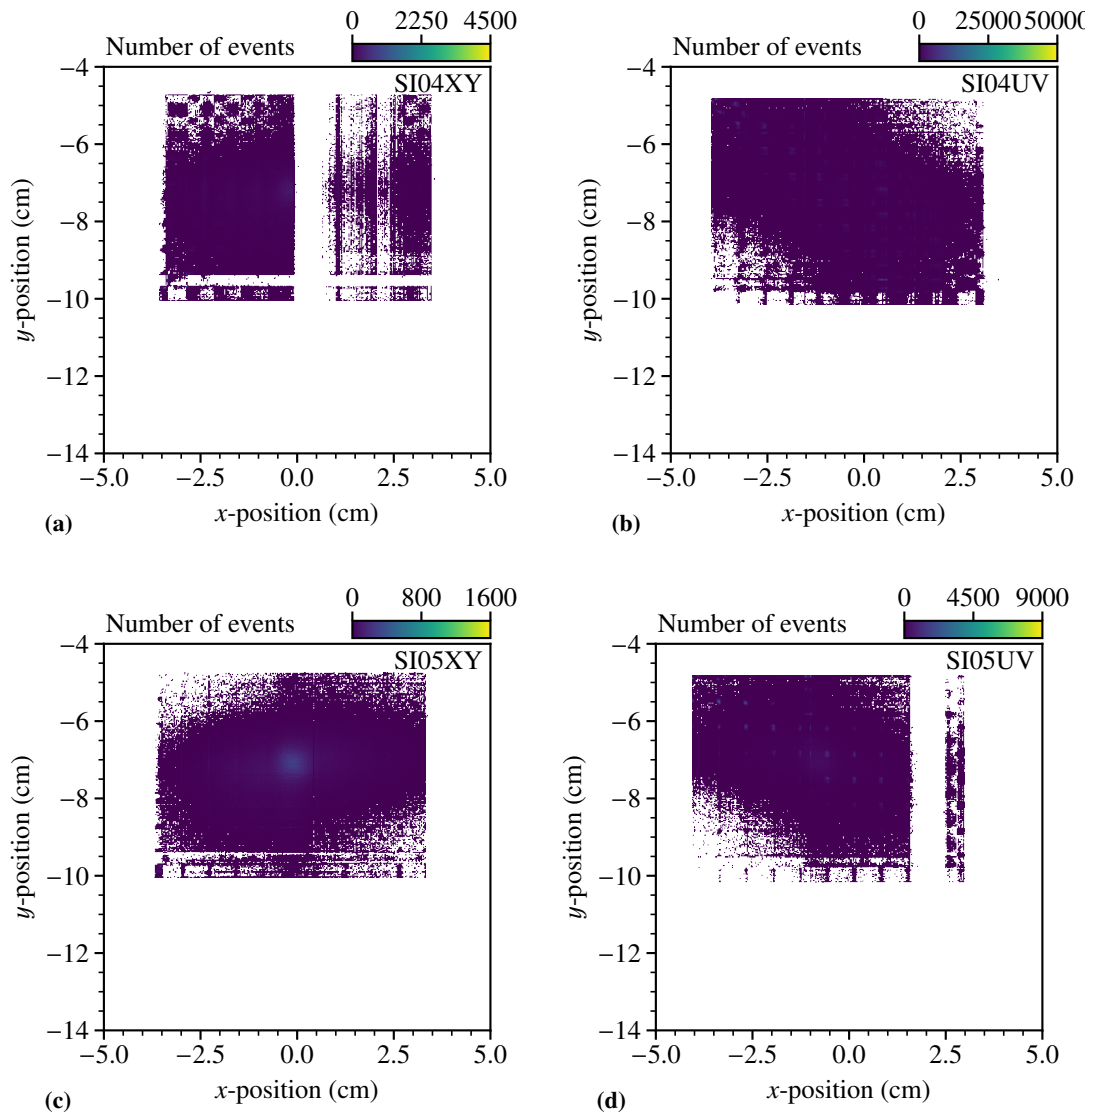 0 2250 4500
Number of events
SI04XY
−4
−6
−8
−10
−12
−14
y-position (cm)
−5.0 −2.5 0.0 2.5 5.0
x-position (cm)
(a)
0 25000 50000
Number of events
SI04UV
−4
−6
−8
−10
−12
−14
y-position (cm)
−5.0 −2.5 0.0 2.5 5.0
x-position (cm)
(b)
0 800 1600
Number of events
SI05XY
−4
−6
−8
−10
−12
−14
y-position (cm)
−5.0 −2.5 0.0 2.5 5.0
x-position (cm)
(c)
0 4500 9000
Number of events
SI05UV
−4
−6
−8
−10
−12
−14
y-position (cm)
−5.0 −2.5 0.0 2.5 5.0
x-position (cm)
(d)